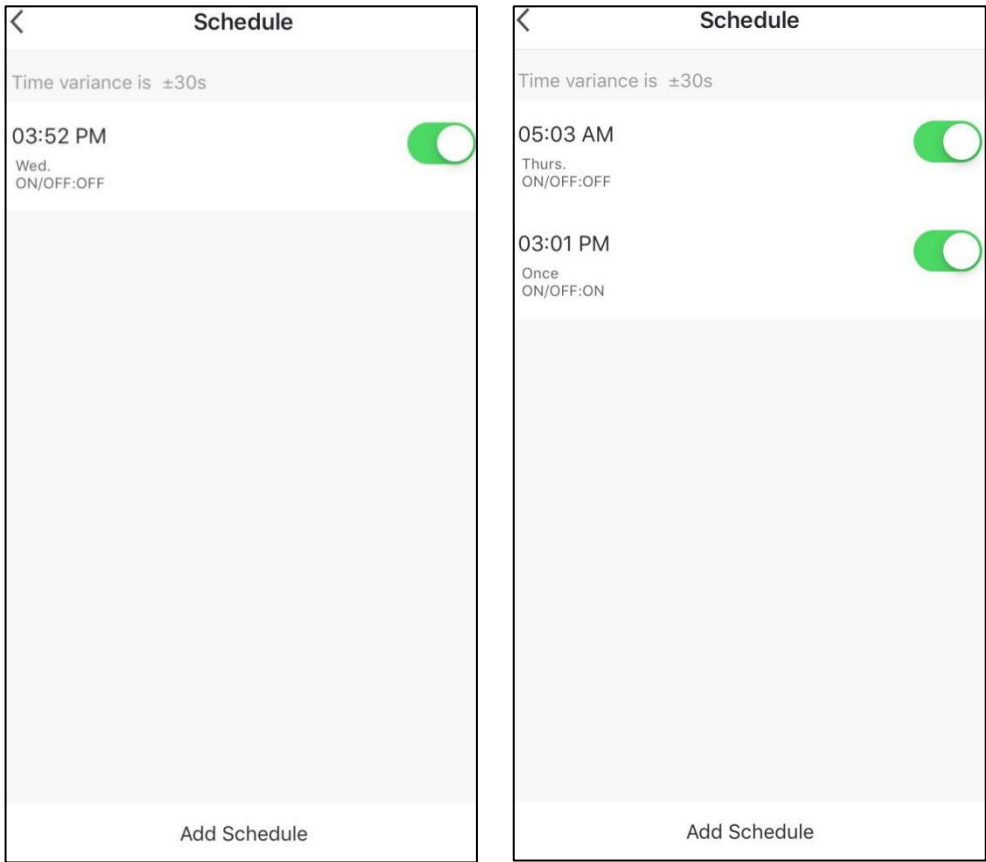 Schedule
Time variance is ±30s
03:52 PM
Wed.
ON/OFF:OFF
Add Schedule
Schedule
Time variance is ±30s
05:03 AM
Thurs.
ON/OFF:OFF
03:01 PM
Once
ON/OFF:ON
Add Schedule